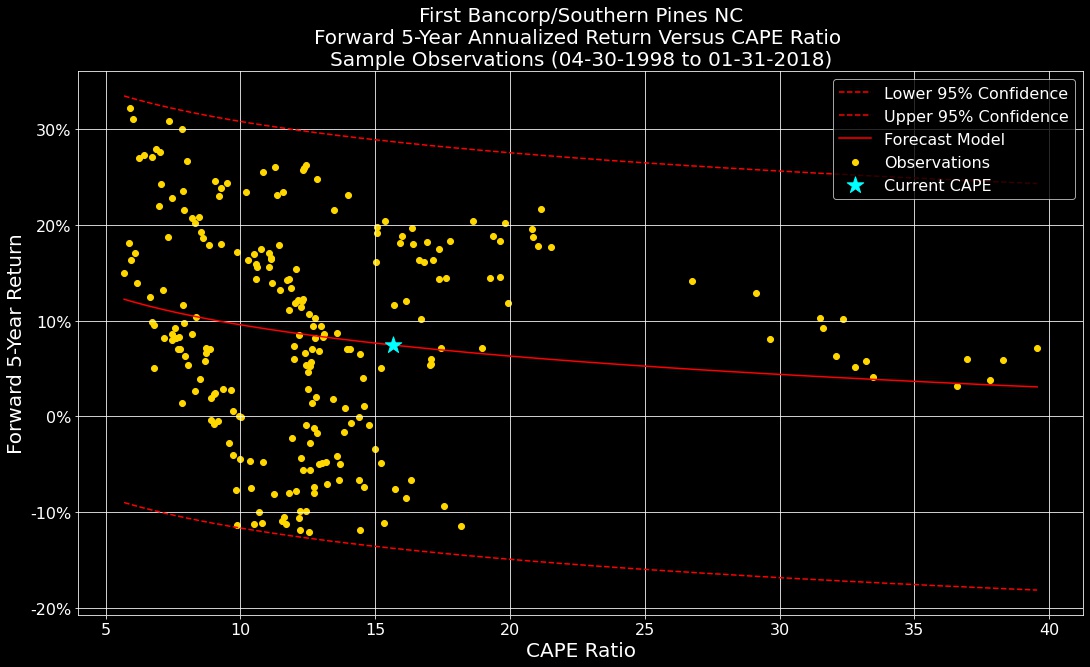 First Bancorp/Southern Pines NC
Forward 5-Year Annualized Return Versus CAPE Ratio
Sample Observations (04-30-1998 to 01-31-2018)
Lower 95% Confidence
Upper 95% Confidence
Forecast Model
Observations
Current CAPE
Forward 5-Year Return
30%
20%
10%
0%
-10%
-20%
5 10 15 20 25 30 35 40
CAPE Ratio